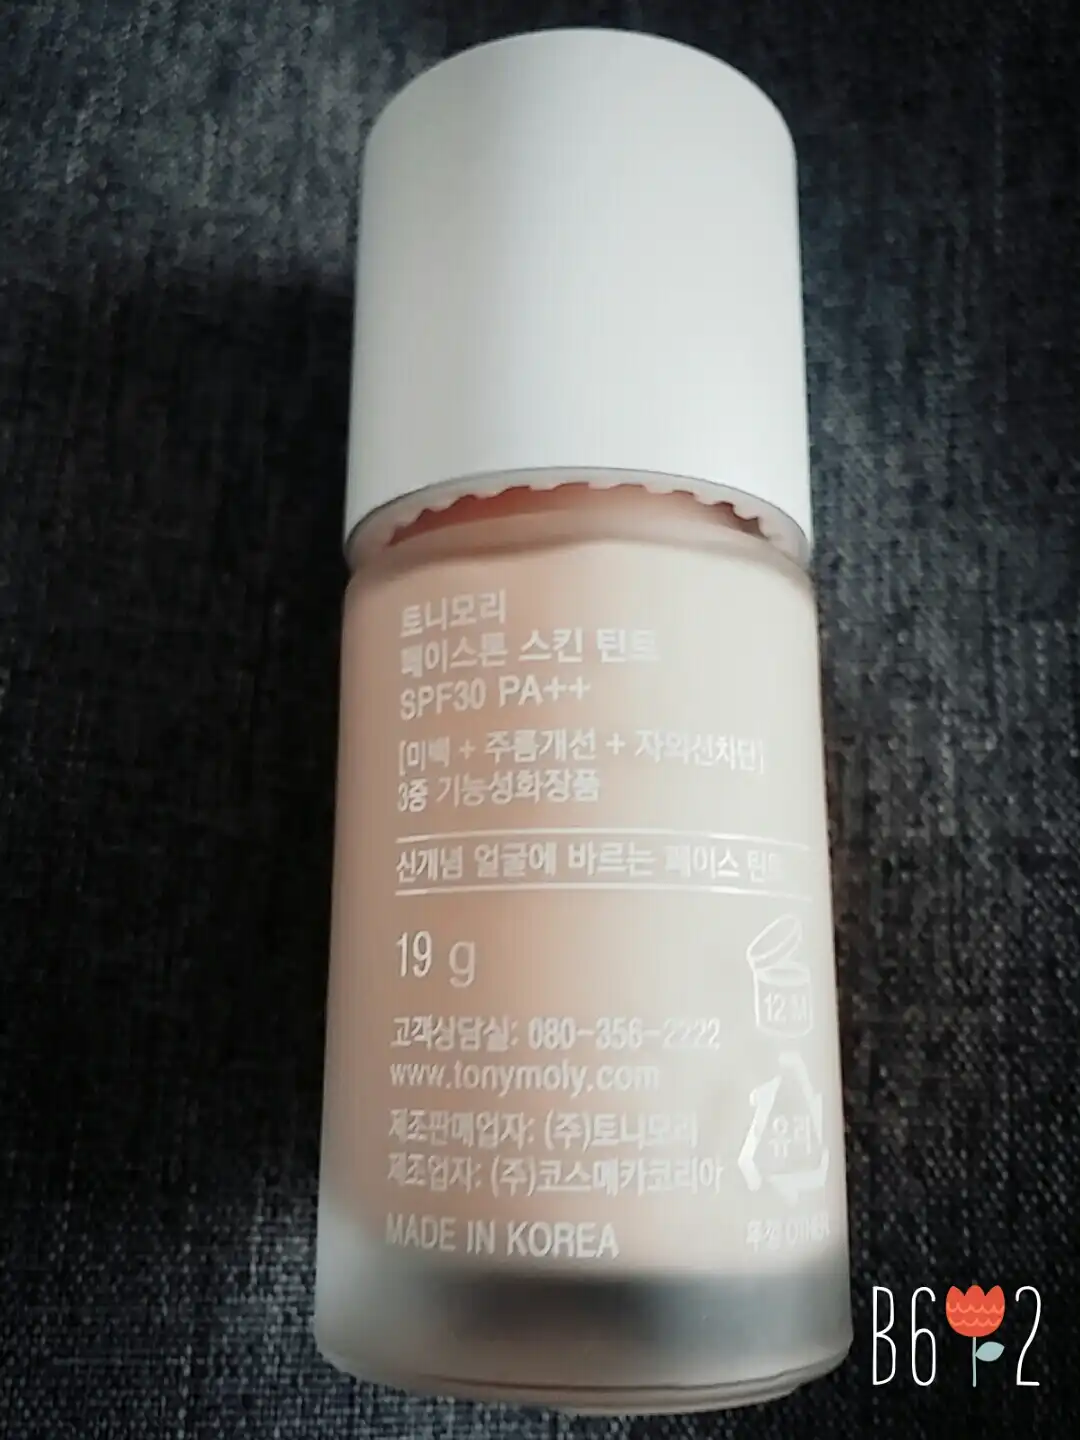 토니모리
페이스톤 스킨 틴트
SPF30 PA++
[미백 + 주름개선 + 자외선차단]
3중 기능성화장품
신개념 얼굴에 바르는 페이스 틴트
19 g
12 M
고객상담실: 080-356-2222
www.tonymoly.com
제조판매업자: (주)토니모리
제조업자: (주)코스메카코리아
유리
MADE IN KOREA
뚜껑 OTHER
B612